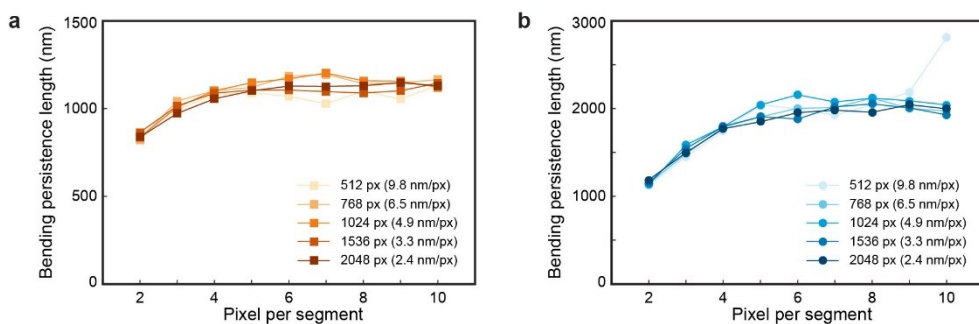 a
Bending persistence length (nm)
1500
1000
500
0
2 4 6 8 10
Pixel per segment
512 px (9.8 nm/px)
768 px (6.5 nm/px)
1024 px (4.9 nm/px)
1536 px (3.3 nm/px)
2048 px (2.4 nm/px)
b
Bending persistence length (nm)
3000
2000
1000
0
2 4 6 8 10
Pixel per segment
512 px (9.8 nm/px)
768 px (6.5 nm/px)
1024 px (4.9 nm/px)
1536 px (3.3 nm/px)
2048 px (2.4 nm/px)